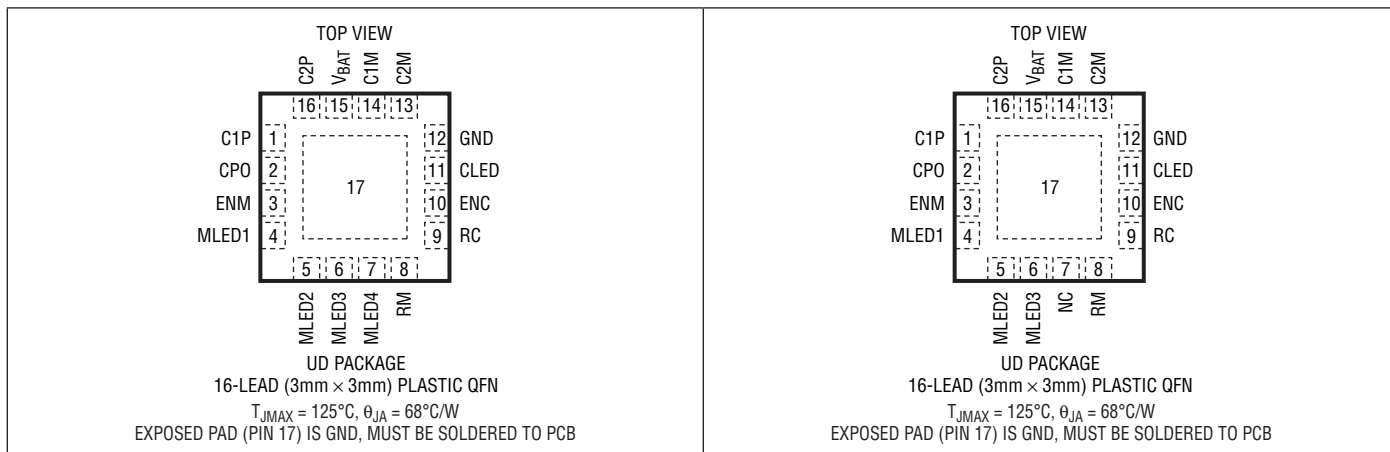 TOP VIEW
C2P VBAT C1M C2M
16 15 14 13
C1P 1 12 GND
CPO 2 11 CLED
17
ENM 3 10 ENC
MLED1 4 9 RC
5 6 7 8
MLED2 MLED3 MLED4 RM
UD PACKAGE
16-LEAD (3mm × 3mm) PLASTIC QFN
TJMAX = 125°C, θJA = 68°C/W
EXPOSED PAD (PIN 17) IS GND, MUST BE SOLDERED TO PCB
TOP VIEW
C2P VBAT C1M C2M
16 15 14 13
C1P 1 12 GND
CPO 2 11 CLED
17
ENM 3 10 ENC
MLED1 4 9 RC
5 6 7 8
MLED2 MLED3 NC RM
UD PACKAGE
16-LEAD (3mm × 3mm) PLASTIC QFN
TJMAX = 125°C, θJA = 68°C/W
EXPOSED PAD (PIN 17) IS GND, MUST BE SOLDERED TO PCB